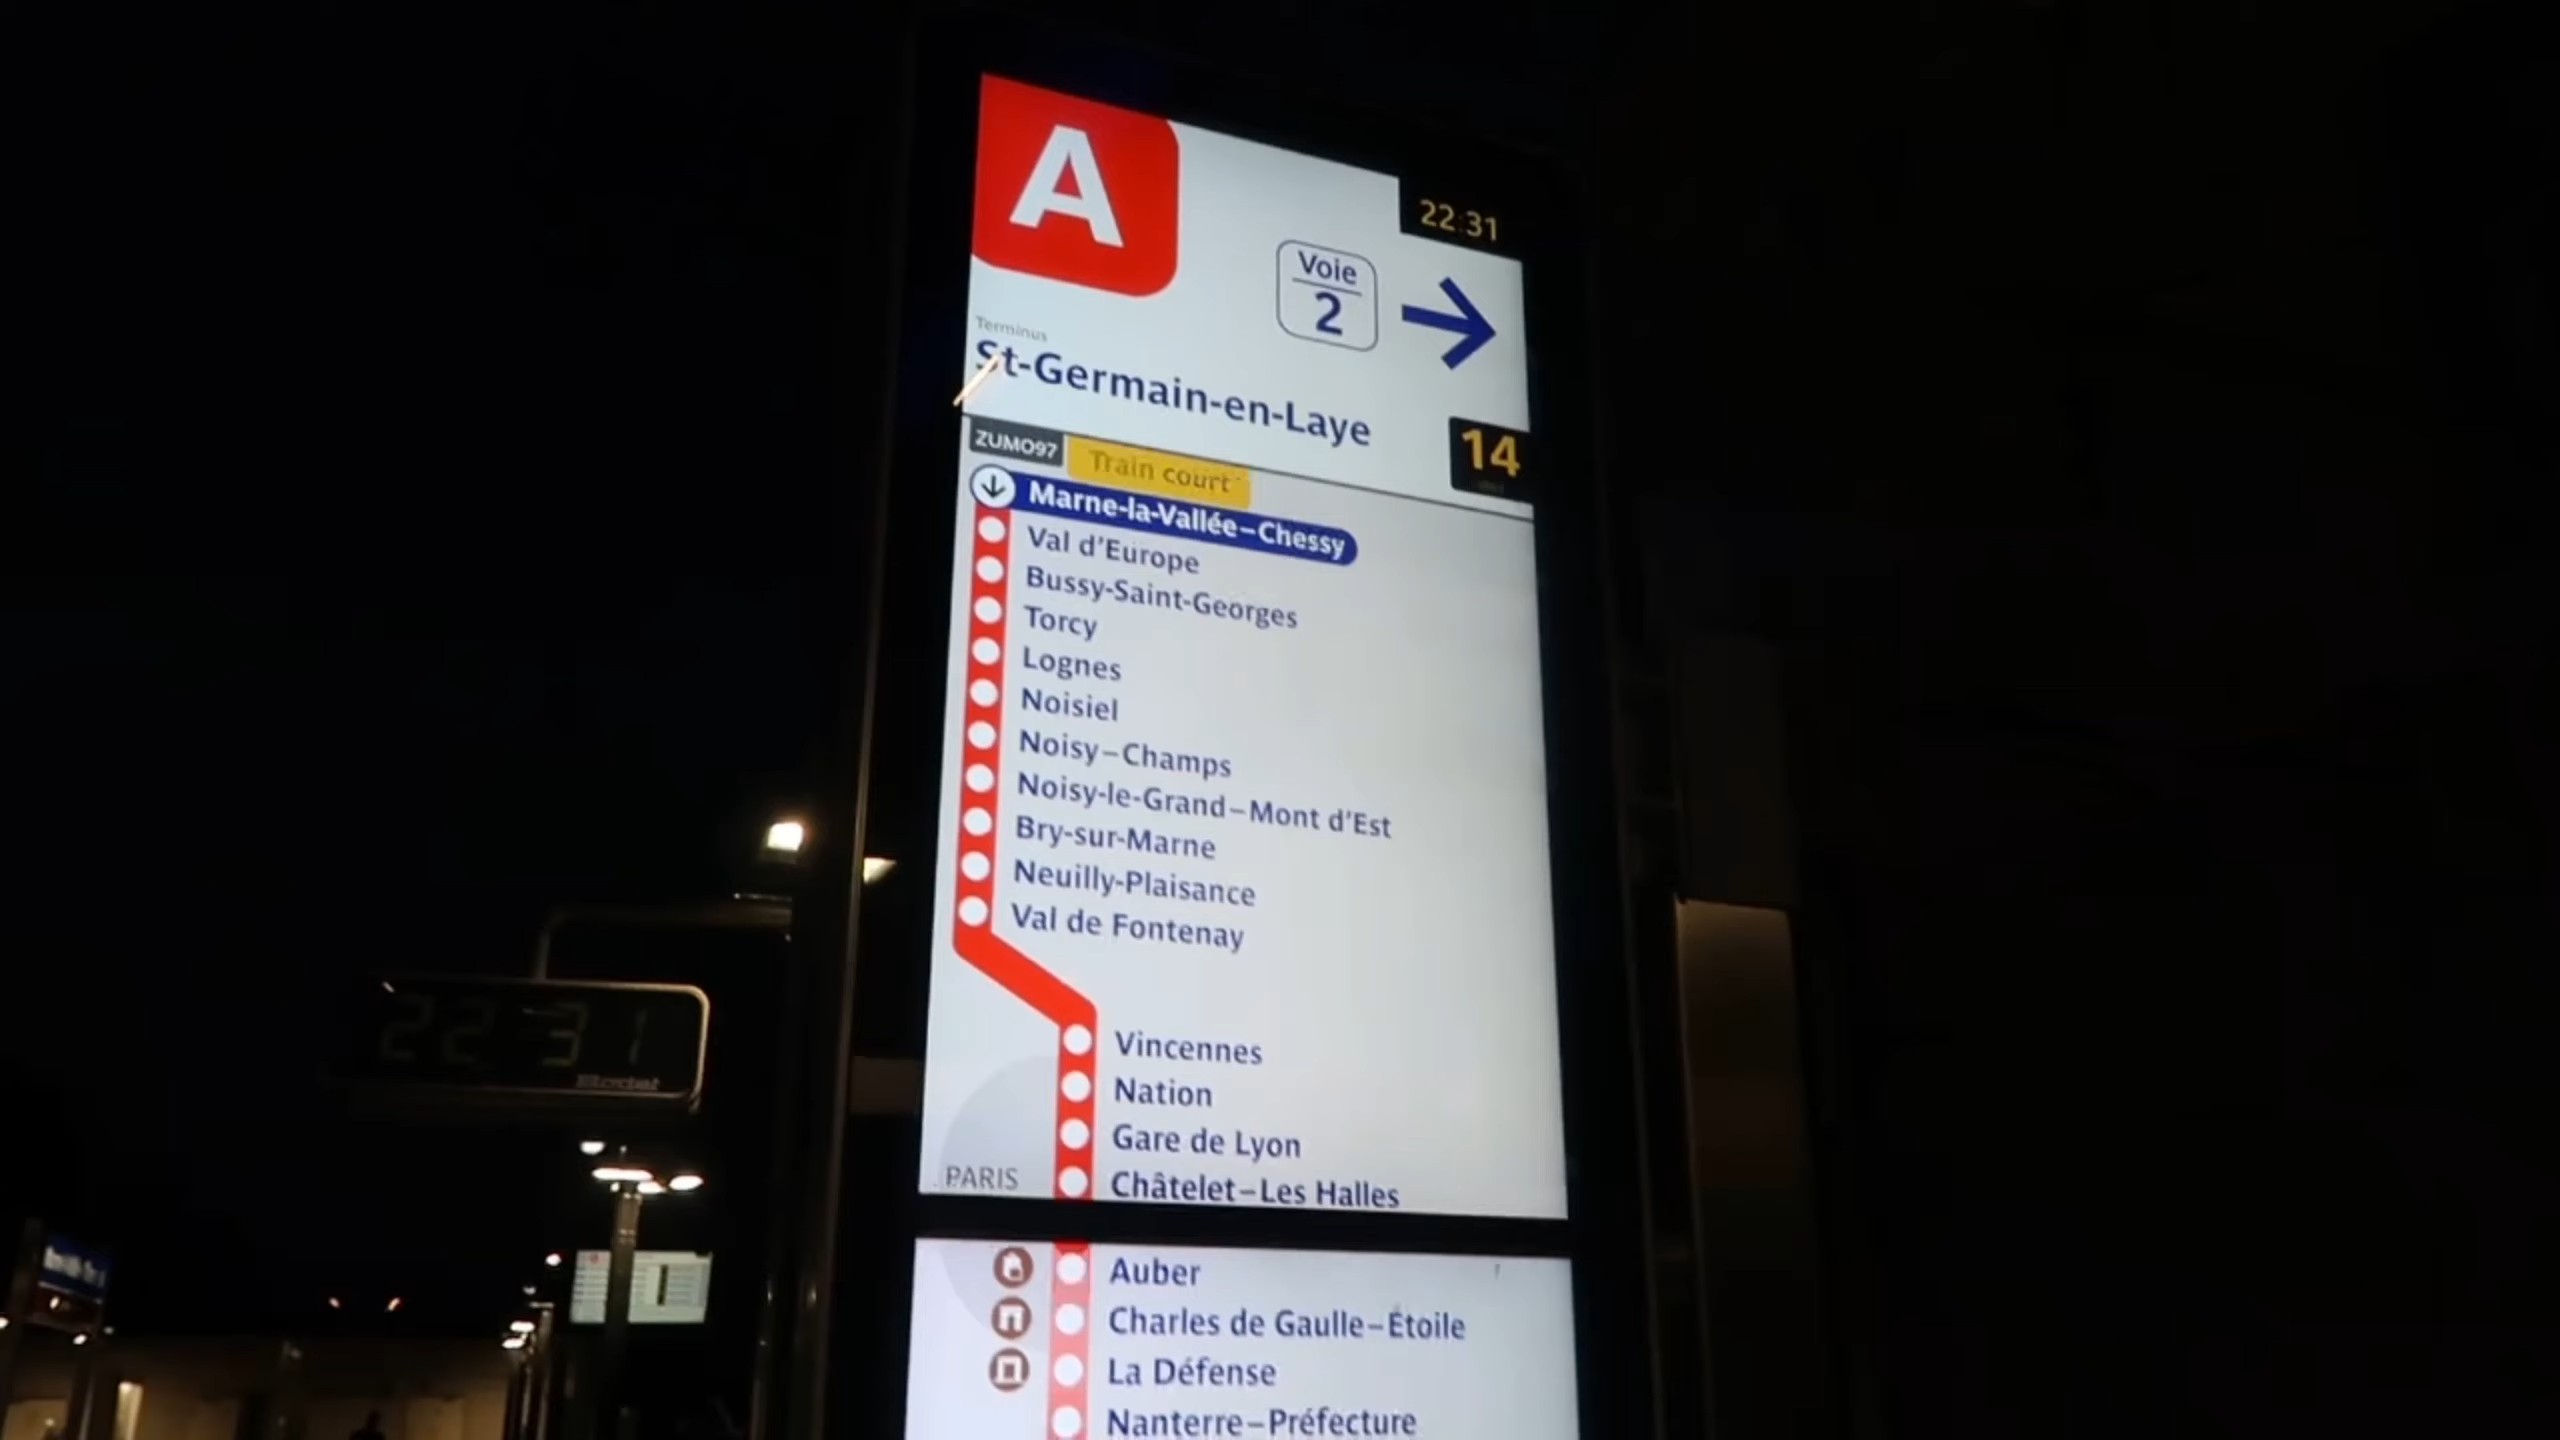 A
22:31
Voie
2
Terminus
St-Germain-en-Laye
14
ZUMO97
Train court
Marne-la-Vallée–Chessy
Val d'Europe
Bussy-Saint-Georges
Torcy
Lognes
Noisiel
Noisy–Champs
Noisy-le-Grand–Mont d'Est
Bry-sur-Marne
Neuilly-Plaisance
Val de Fontenay
Vincennes
Nation
Gare de Lyon
PARIS
Châtelet–Les Halles
Auber
Charles de Gaulle–Étoile
La Défense
Nanterre–Préfecture
22 31